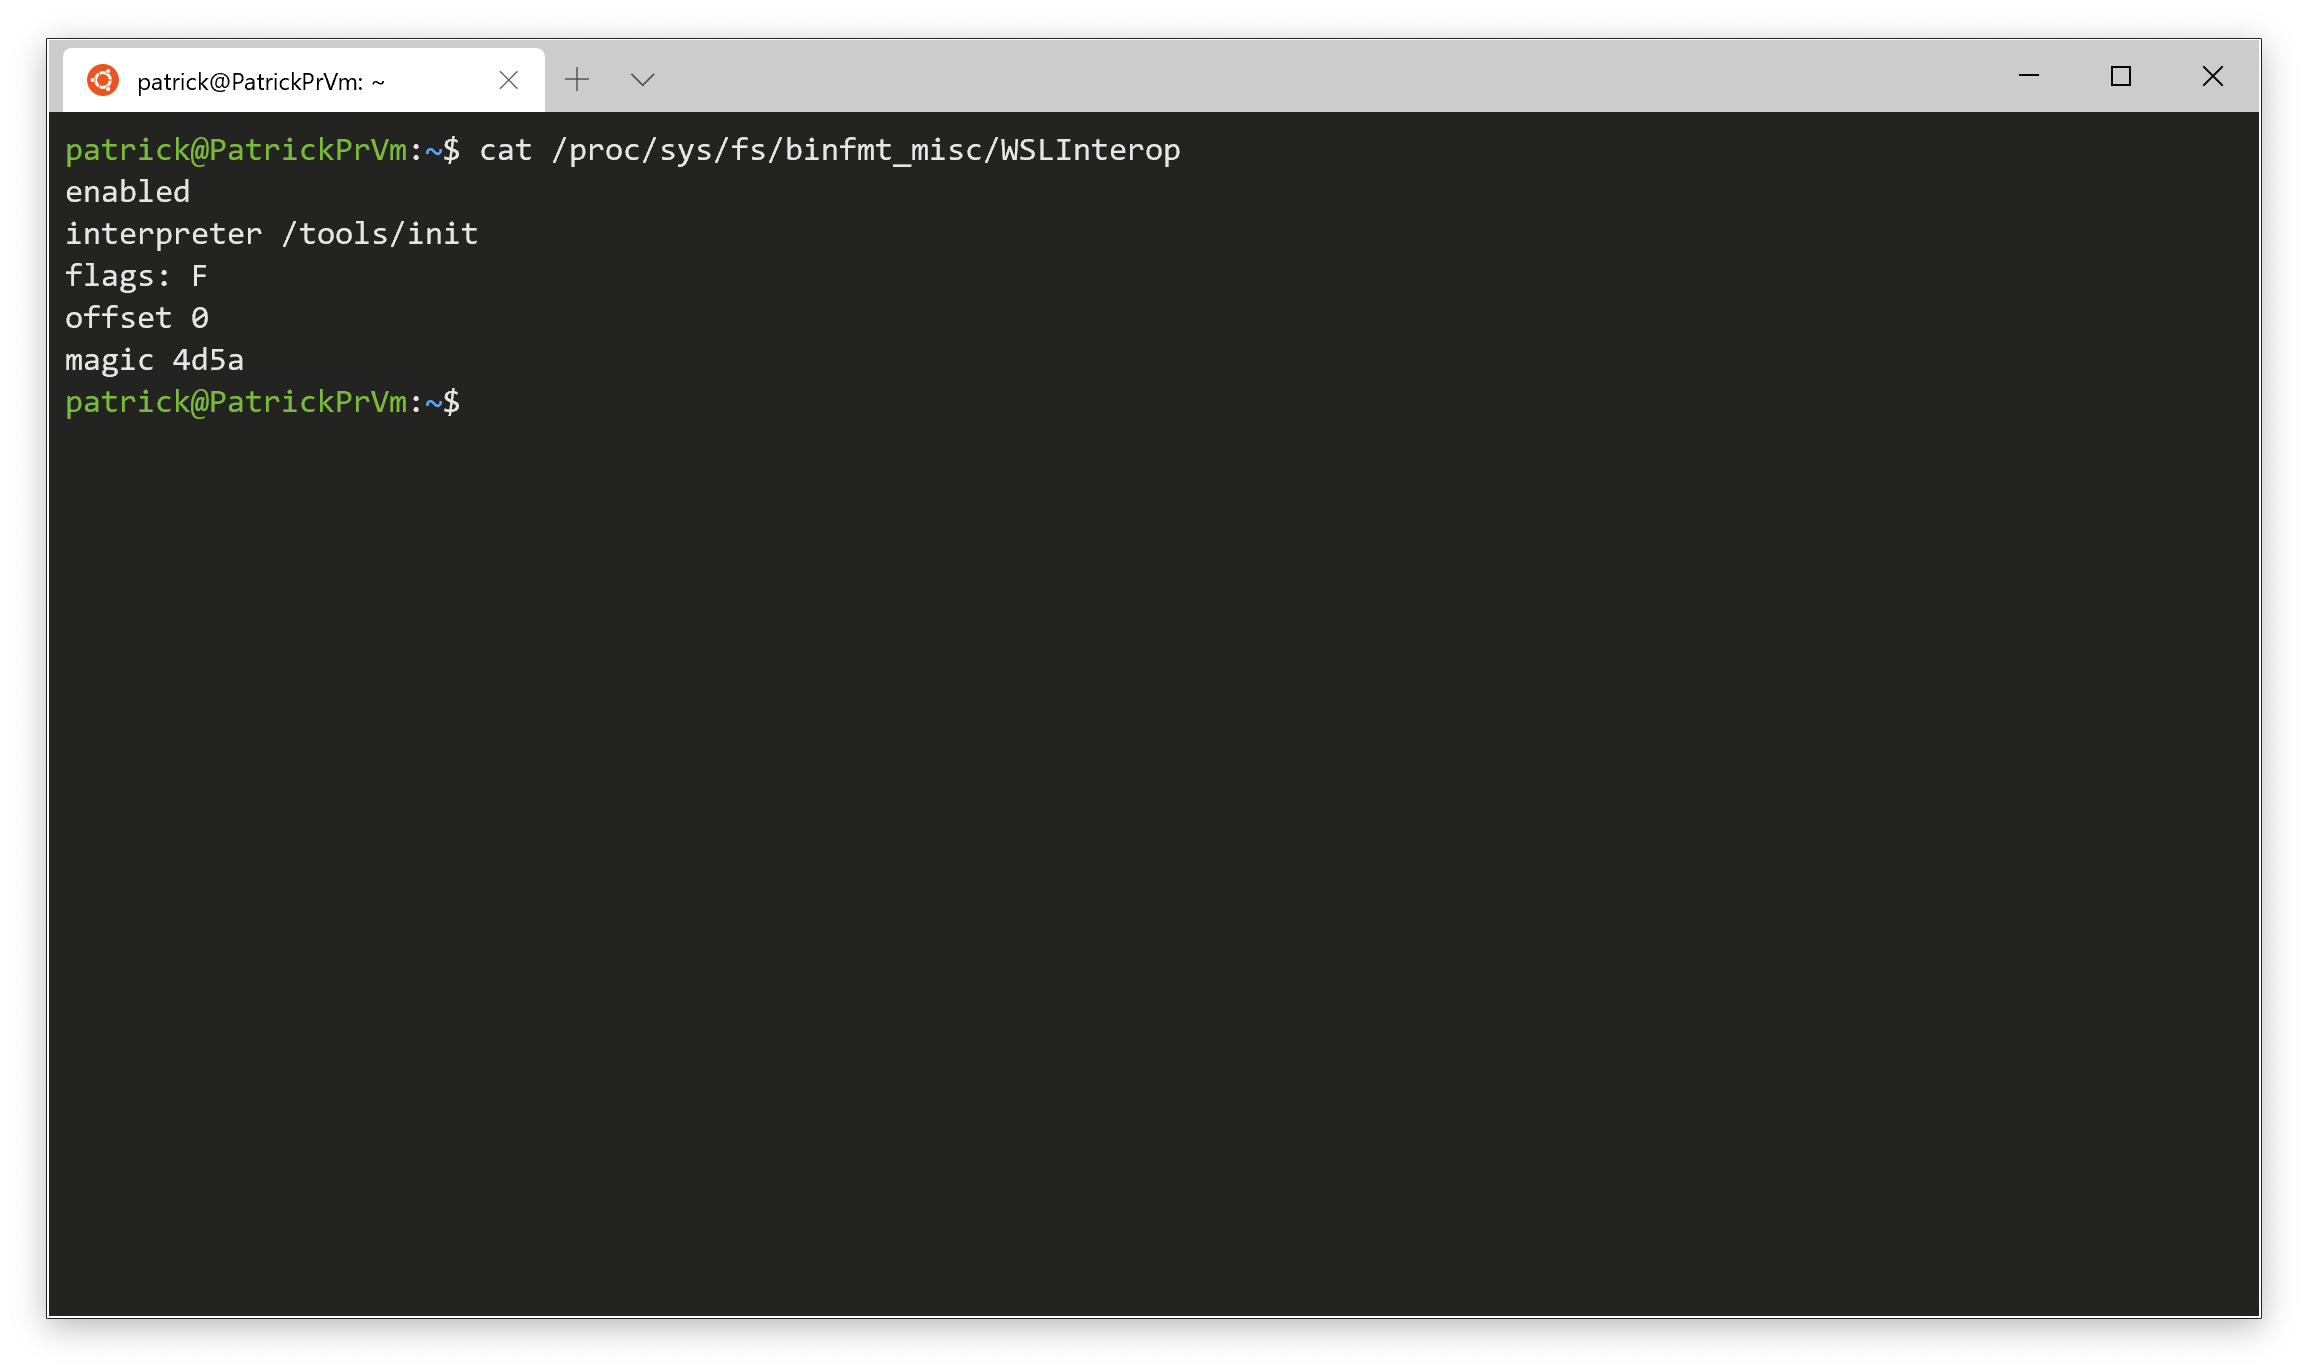 patrick@PatrickPrVm: ~
patrick@PatrickPrVm:~$ cat /proc/sys/fs/binfmt_misc/WSLInterop
enabled
interpreter /tools/init
flags: F
offset 0
magic 4d5a
patrick@PatrickPrVm:~$